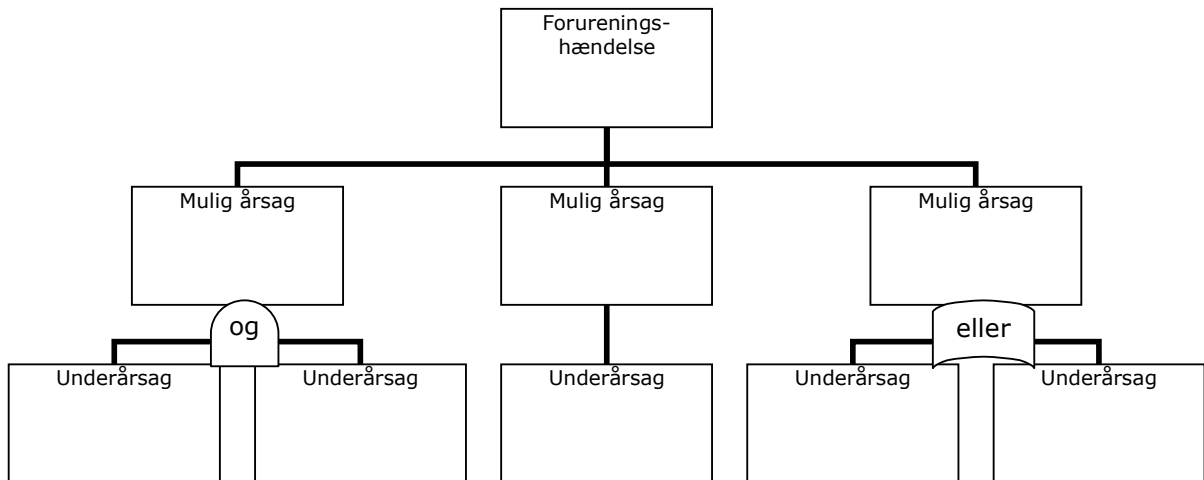 Forurenings-
hændelse
Mulig årsag
Mulig årsag
Mulig årsag
og
eller
Underårsag
Underårsag
Underårsag
Underårsag
Underårsag